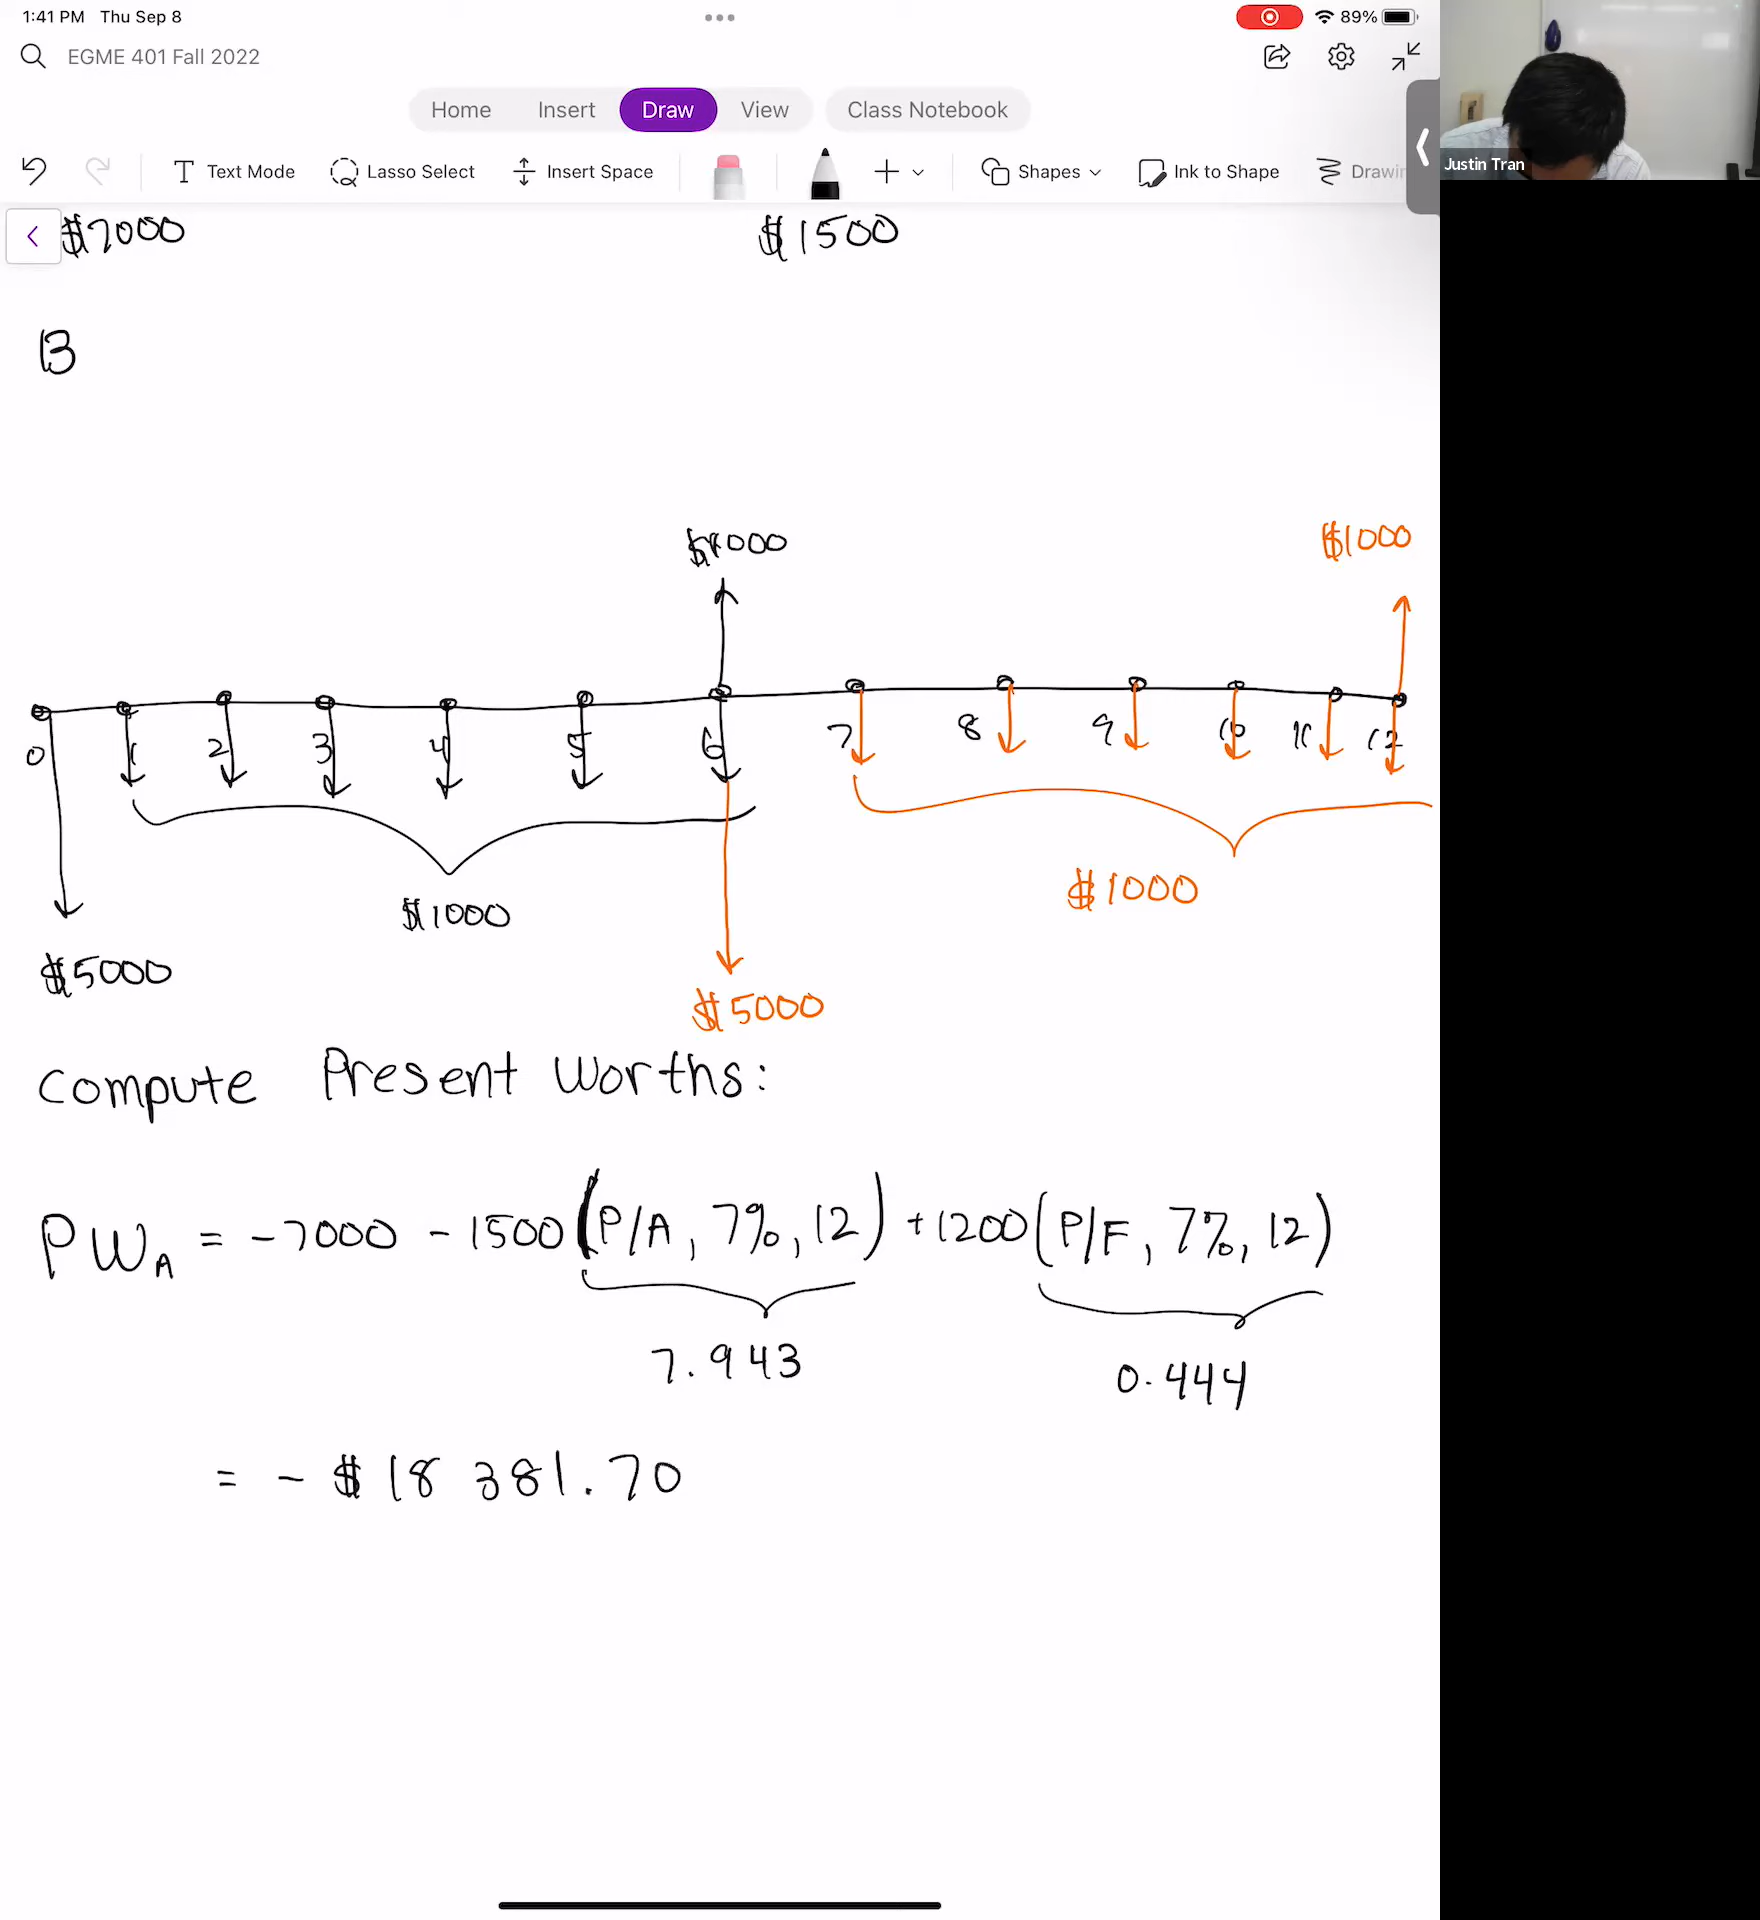 1:41 PM Thu Sep 8
89%
EGME 401 Fall 2022
Home Insert Draw View Class Notebook
Text Mode Lasso Select Insert Space Shapes Ink to Shape Drawi
Justin Tran
$7000 $1500
B
$1000 $1000
0 1 2 3 4 5 6 7 8 9 10 11 12
$1000 $1000
$5000 $5000
Compute Present Worths:
PW_A = -7000 - 1500 (P/A, 7%, 12) + 1200 (P/F, 7%, 12)
7.943 0.444
= - $ 18 381.70